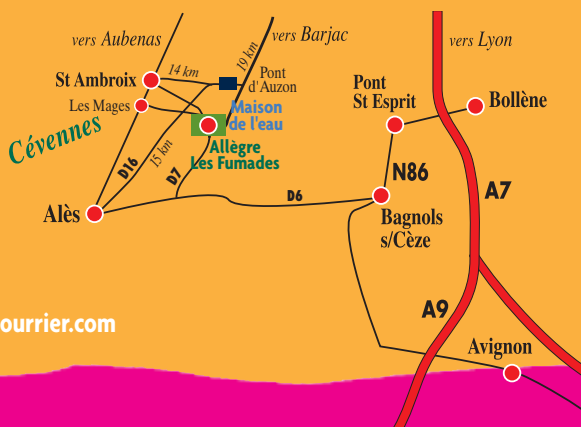 vers Aubenas
vers Barjac
vers Lyon
19 km
St Ambroix
14 km
Pont
d'Auzon
Les Mages
Pont
St Esprit
Bollène
Maison
de l'eau
Cévennes
Allègre
Les Fumades
D16
15 km
D7
N86
A7
D6
Alès
Bagnols
s/Cèze
A9
ourrier.com
Avignon